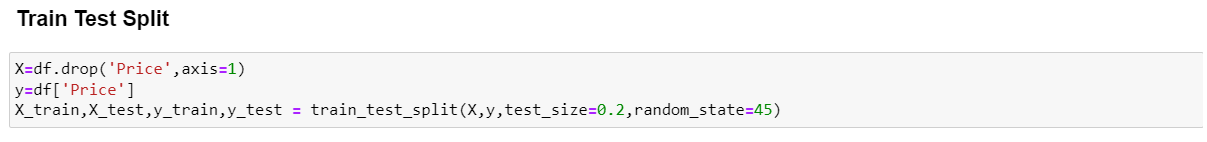 Train Test Split
X=df.drop('Price',axis=1)
y=df['Price']
X_train,X_test,y_train,y_test = train_test_split(X,y,test_size=0.2,random_state=45)